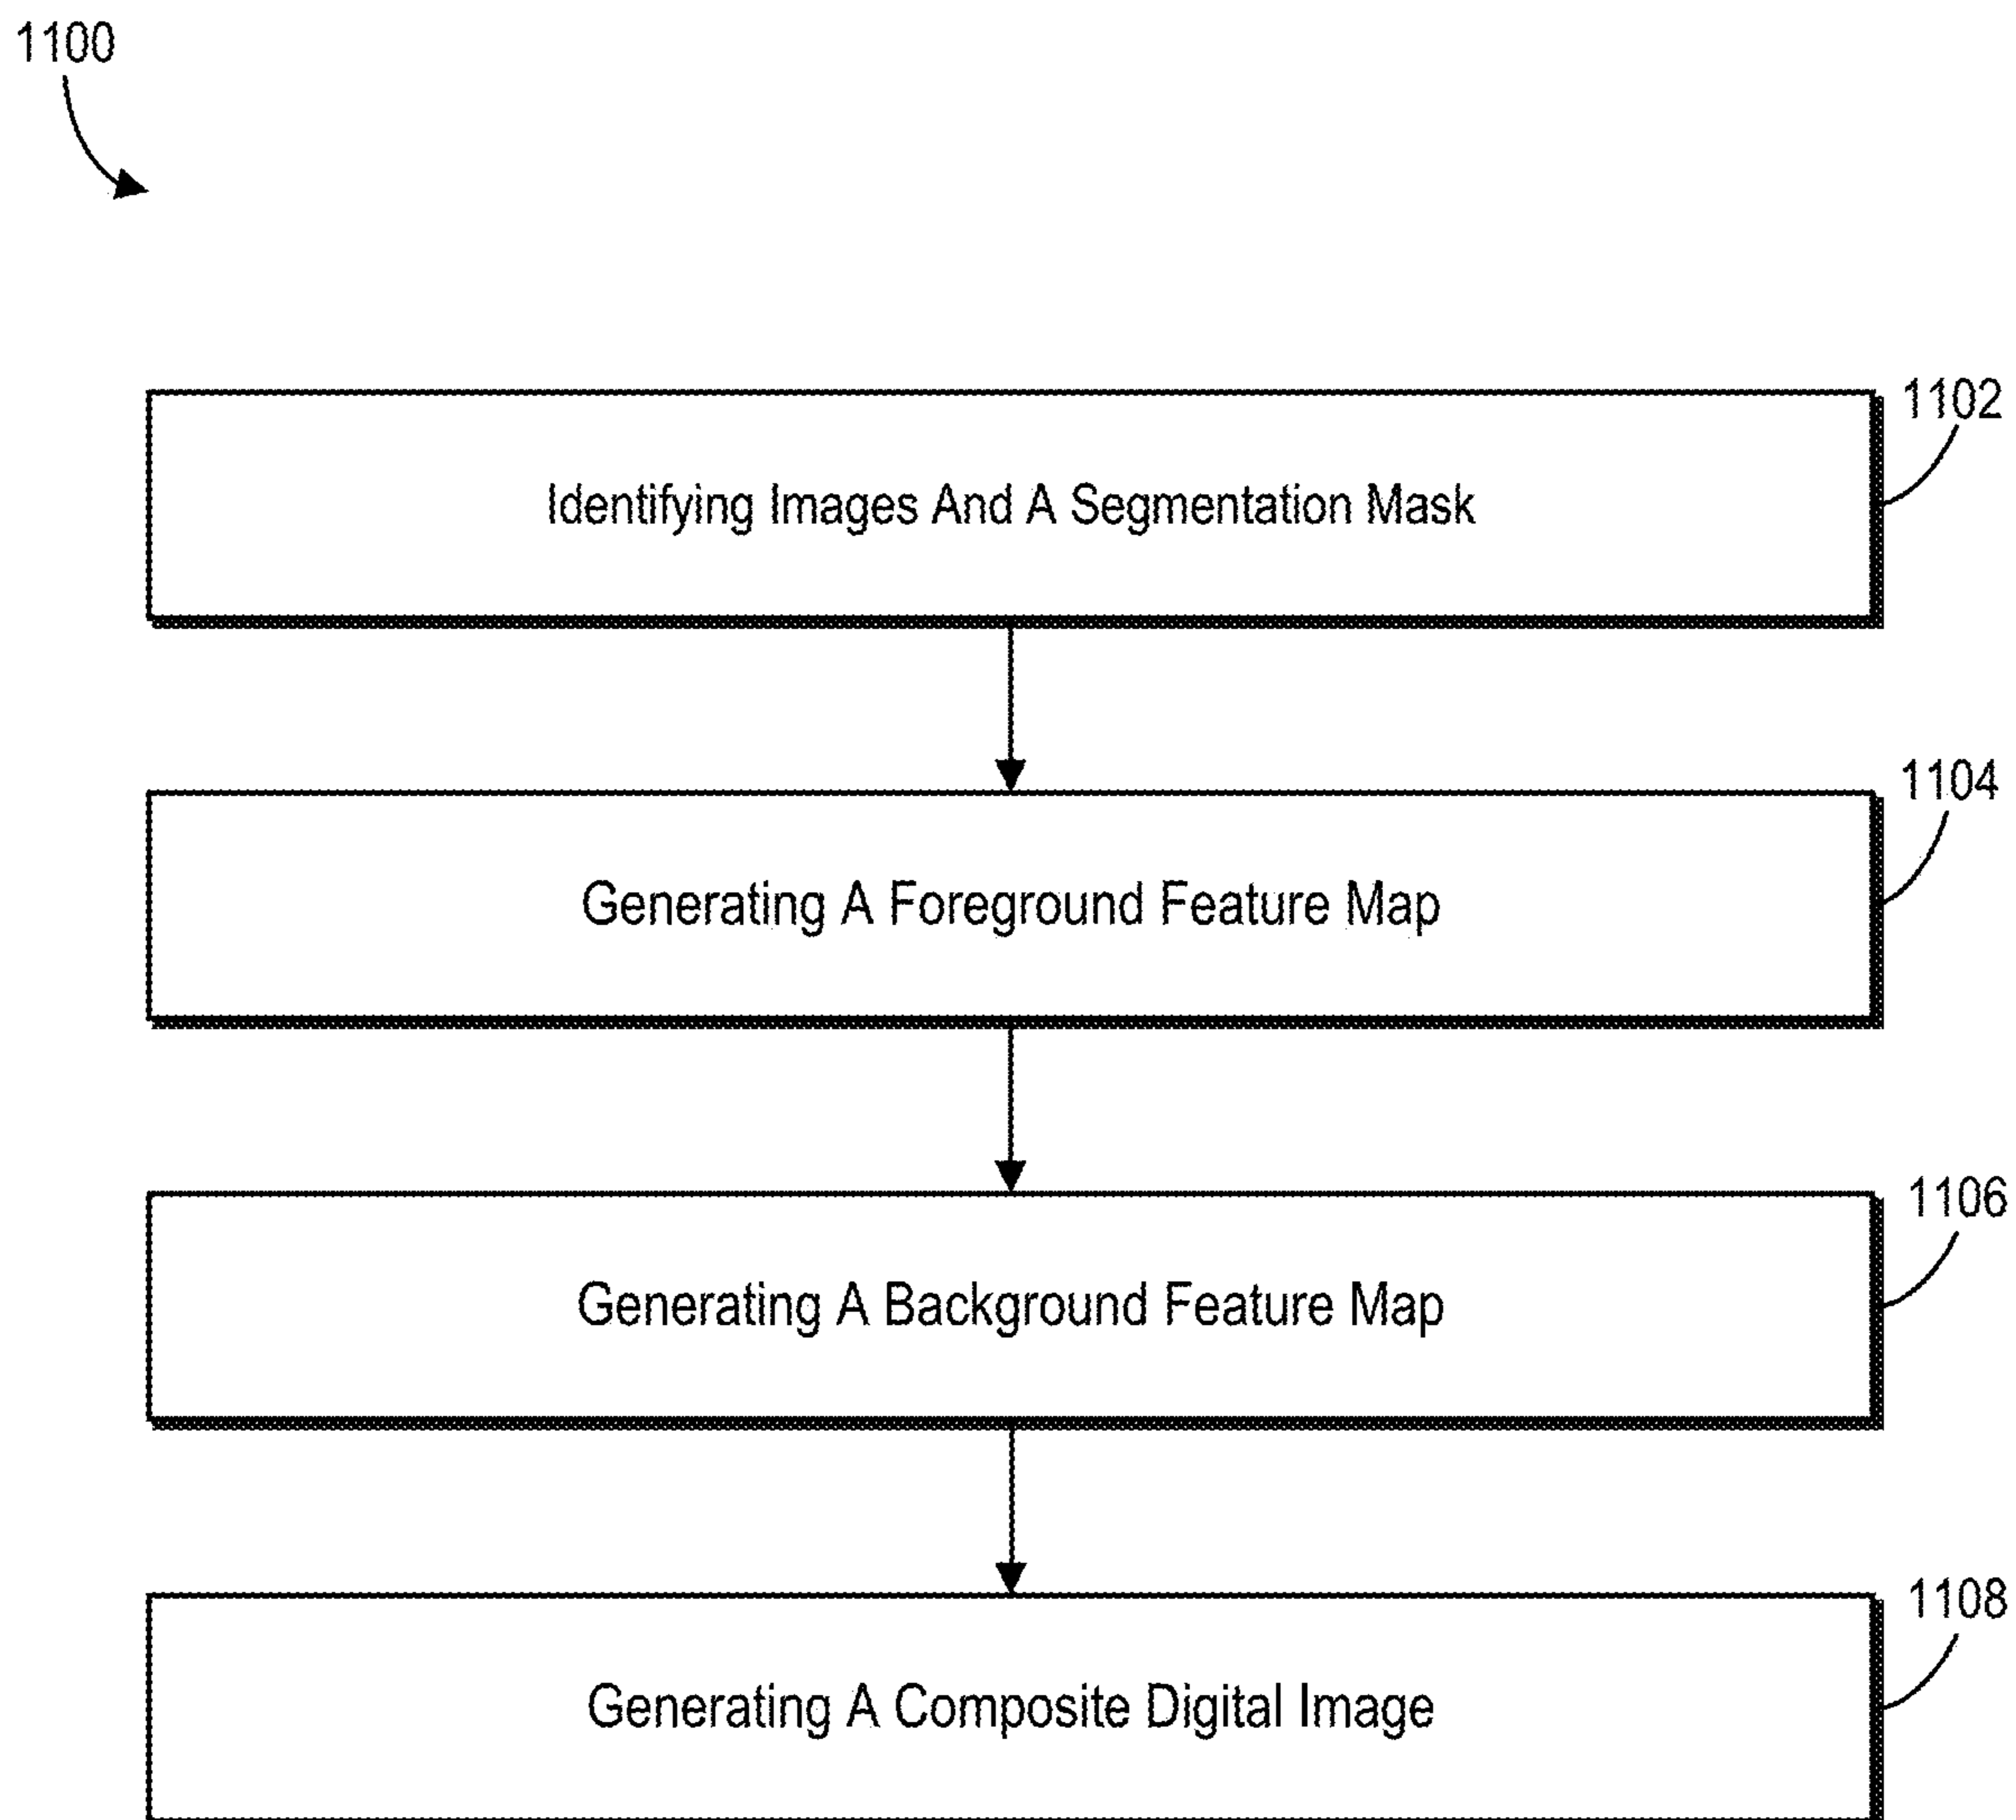 1100
1102
Identifying Images And A Segmentation Mask
1104
Generating A Foreground Feature Map
1106
Generating A Background Feature Map
1108
Generating A Composite Digital Image